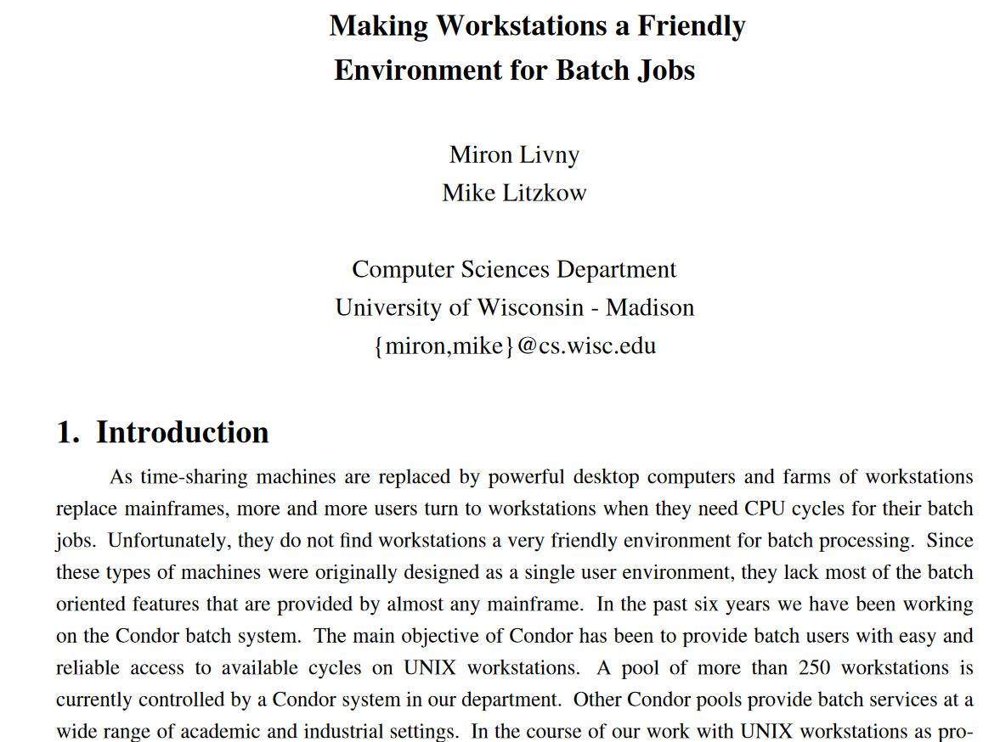 Making Workstations a Friendly
Environment for Batch Jobs
Miron Livny
Mike Litzkow
Computer Sciences Department
University of Wisconsin - Madison
{miron,mike}@cs.wisc.edu
1. Introduction
As time-sharing machines are replaced by powerful desktop computers and farms of workstations
replace mainframes, more and more users turn to workstations when they need CPU cycles for their batch
jobs. Unfortunately, they do not find workstations a very friendly environment for batch processing. Since
these types of machines were originally designed as a single user environment, they lack most of the batch
oriented features that are provided by almost any mainframe. In the past six years we have been working
on the Condor batch system. The main objective of Condor has been to provide batch users with easy and
reliable access to available cycles on UNIX workstations. A pool of more than 250 workstations is
currently controlled by a Condor system in our department. Other Condor pools provide batch services at a
wide range of academic and industrial settings. In the course of our work with UNIX workstations as pro-